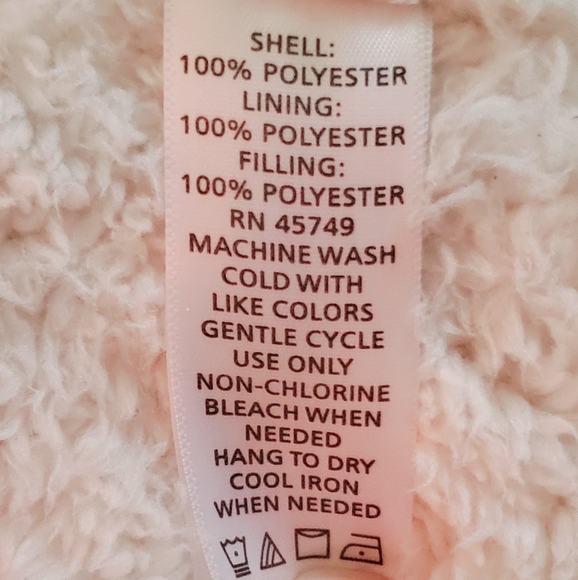 SHELL:
100% POLYESTER
LINING:
100% POLYESTER
FILLING:
100% POLYESTER
RN 45749
MACHINE WASH
COLD WITH
LIKE COLORS
GENTLE CYCLE
USE ONLY
NON-CHLORINE
BLEACH WHEN
NEEDED
HANG TO DRY
COOL IRON
WHEN NEEDED